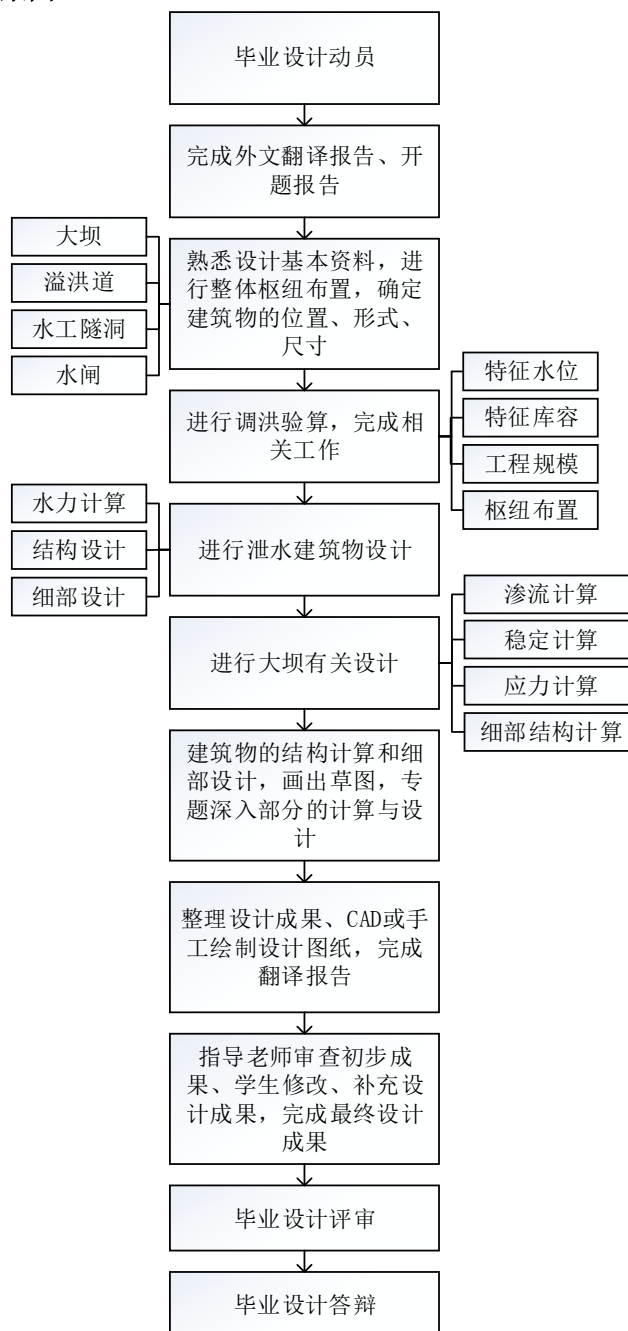 毕业设计动员
完成外文翻译报告、开
题报告
大坝
溢洪道
水工隧洞
水闸
熟悉设计基本资料，进
行整体枢纽布置，确定
建筑物的位置、形式、
尺寸
进行调洪验算，完成相
关工作
特征水位
特征库容
工程规模
枢纽布置
水力计算
结构设计
细部设计
进行泄水建筑物设计
进行大坝有关设计
渗流计算
稳定计算
应力计算
细部结构计算
建筑物的结构计算和细
部设计，画出草图，专
题深入部分的计算与设
计
整理设计成果、CAD或手
工绘制设计图纸，完成
翻译报告
指导老师审查初步成
果、学生修改、补充设
计成果，完成最终设计
成果
毕业设计评审
毕业设计答辩